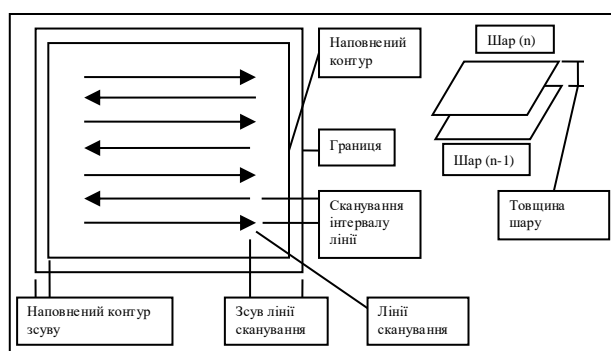 Наповнений
контур
Границя
Сканування
інтервалу
лінії
Шар (n)
Шар (n-1)
Товщина
шару
Наповнений контур
зсуву
Зсув лінії
сканування
Лінії
сканування